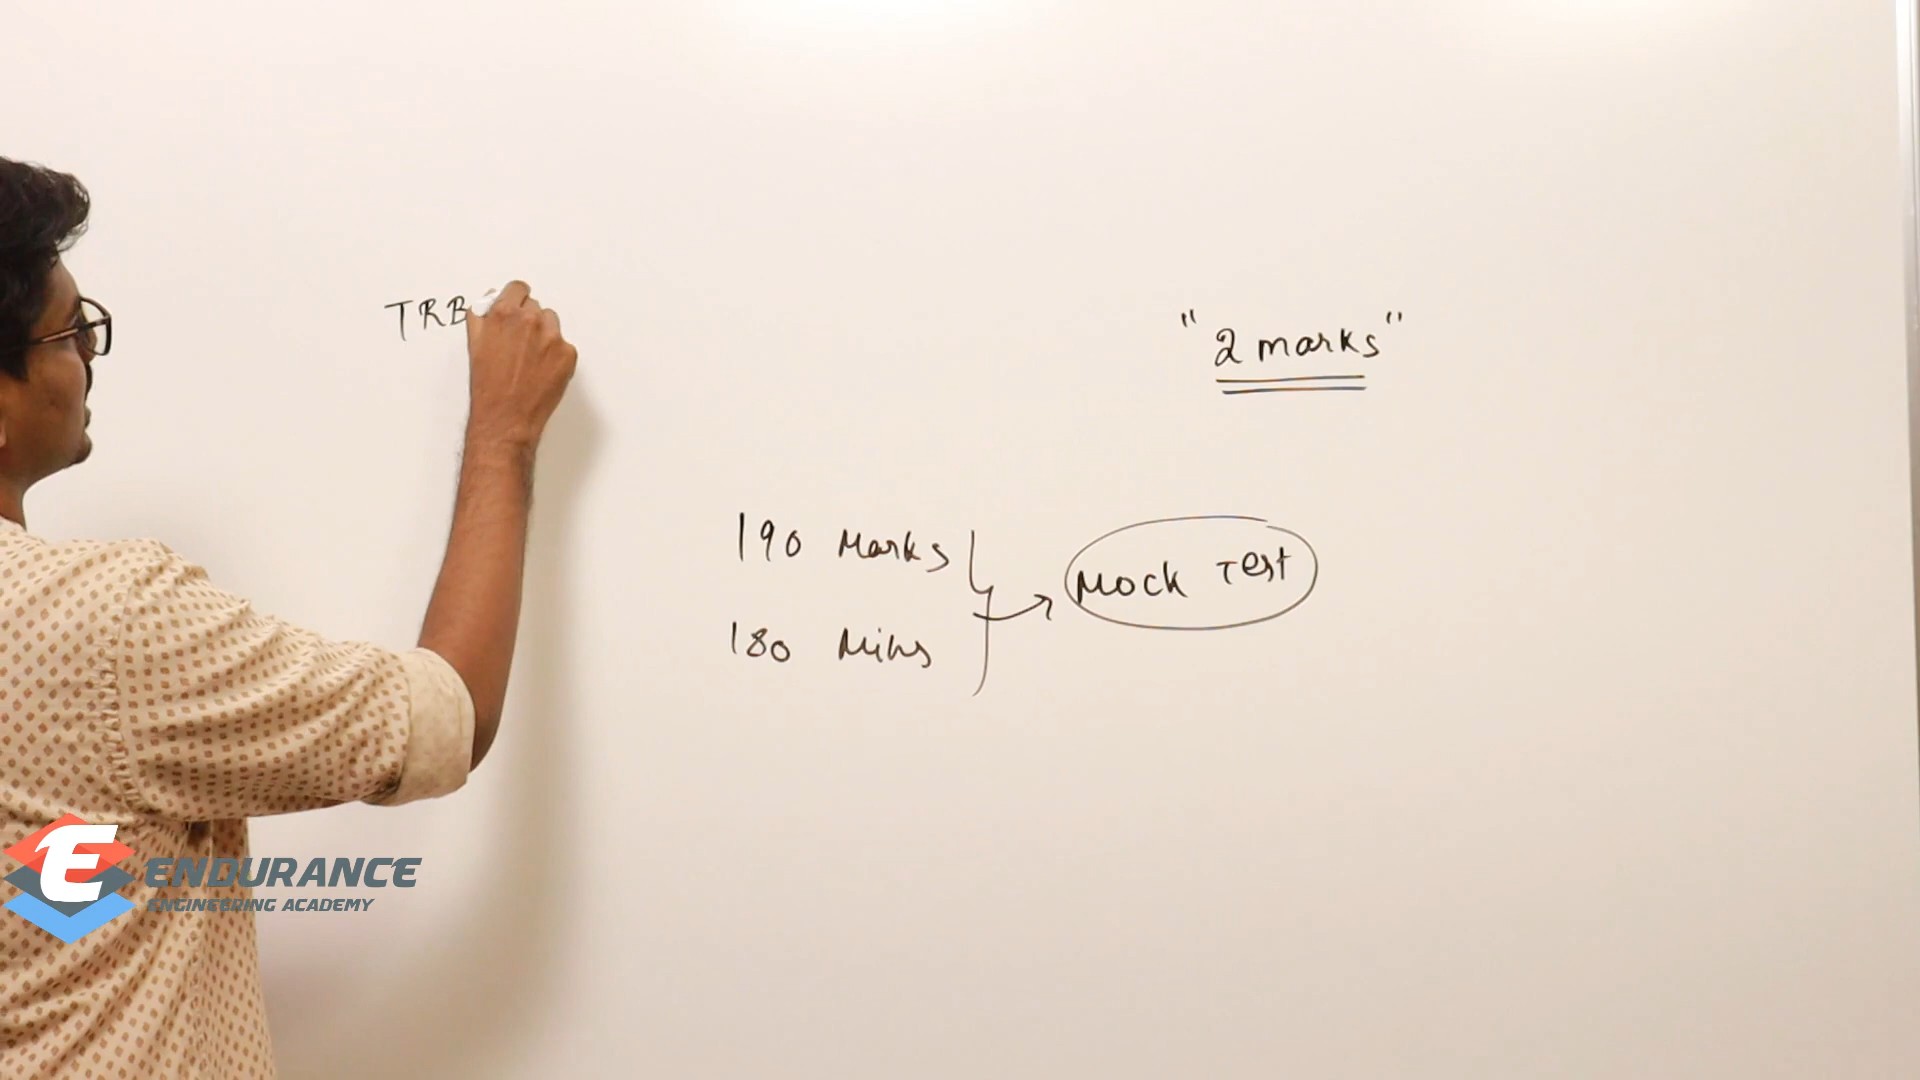 TRB
" 2 marks "
190 Marks
180 Mins
Mock Test
E
ENDURANCE
ENGINEERING ACADEMY